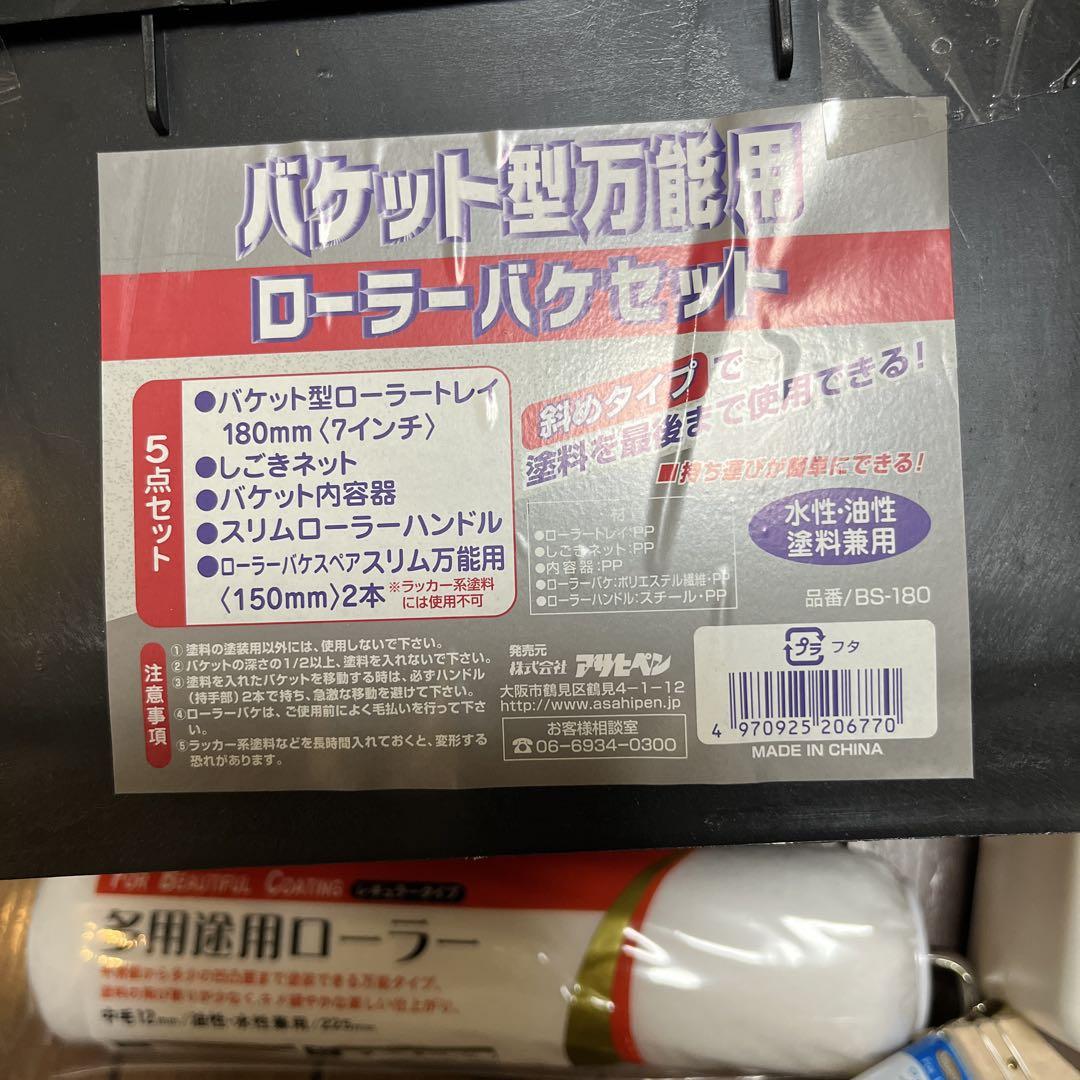 バケット型万能用
ローラーバケセット
5点セット
●バケット型ローラートレイ
180mm〈7インチ〉
●しごきネット
●バケット内容器
●スリムローラーハンドル
●ローラーバケスペアスリム万能用
〈150mm〉2本 ※ラッカー系塗料
には使用不可
斜めタイプで
塗料を最後まで使用できる!
■持ち運びが簡単にできる!
水性・油性
塗料兼用
●ローラートレイ:PP
●しごきネット:PP
●内容器:PP
●ローラーバケ:ポリエステル繊維・PP
●ローラーハンドル:スチール・PP
品番/BS-180
注意事項
① 塗料の塗装用以外には、使用しないで下さい。
② バケットの深さの1/2以上、塗料を入れないで下さい。
③ 塗料を入れたバケットを移動する時は、必ずハンドル
(持手部)2本で持ち、急激な移動を避けて下さい。
④ローラーバケは、ご使用前によく毛払いを行って下さ
い。
⑤ラッカー系塗料などを長時間入れておくと、変形する
恐れがあります。
発売元
株式会社 アサヒペン
大阪市鶴見区鶴見4-1-12
http://www.asahipen.jp
お客様相談室
☎06-6934-0300
プラ フタ
4 970925 206770
MADE IN CHINA
FOR BEAUTIFUL COATING レギュラータイプ
多用途用ローラー
中毛12mm/油性・水性兼用/225mm